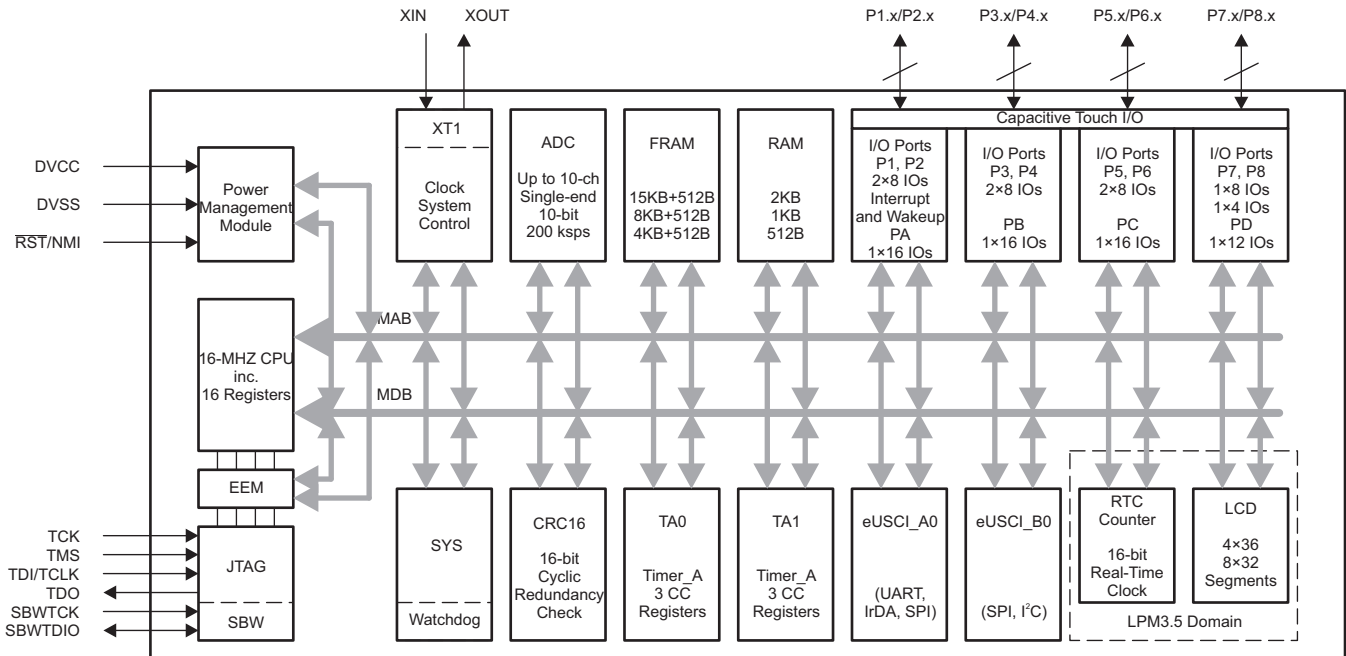 XIN XOUT P1.x/P2.x P3.x/P4.x P5.x/P6.x P7.x/P8.x
DVCC
DVSS
RST/NMI
Power
Management
Module
XT1
Clock
System
Control
ADC
Up to 10-ch
Single-end
10-bit
200 ksps
FRAM
15KB+512B
8KB+512B
4KB+512B
RAM
2KB
1KB
512B
Capacitive Touch I/O
I/O Ports
P1, P2
2×8 IOs
Interrupt
and Wakeup
PA
1×16 IOs
I/O Ports
P3, P4
2×8 IOs
PB
1×16 IOs
I/O Ports
P5, P6
2×8 IOs
PC
1×16 IOs
I/O Ports
P7, P8
1×8 IOs
1×4 IOs
PD
1×12 IOs
MAB
16-MHZ CPU
inc.
16 Registers
MDB
EEM
TCK
TMS
TDI/TCLK
TDO
SBWTCK
SBWTDIO
JTAG
SBW
SYS
Watchdog
CRC16
16-bit
Cyclic
Redundancy
Check
TA0
Timer_A
3 CC
Registers
TA1
Timer_A
3 CC
Registers
eUSCI_A0
(UART,
IrDA, SPI)
eUSCI_B0
(SPI, I²C)
RTC
Counter
16-bit
Real-Time
Clock
LCD
4×36
8×32
Segments
LPM3.5 Domain